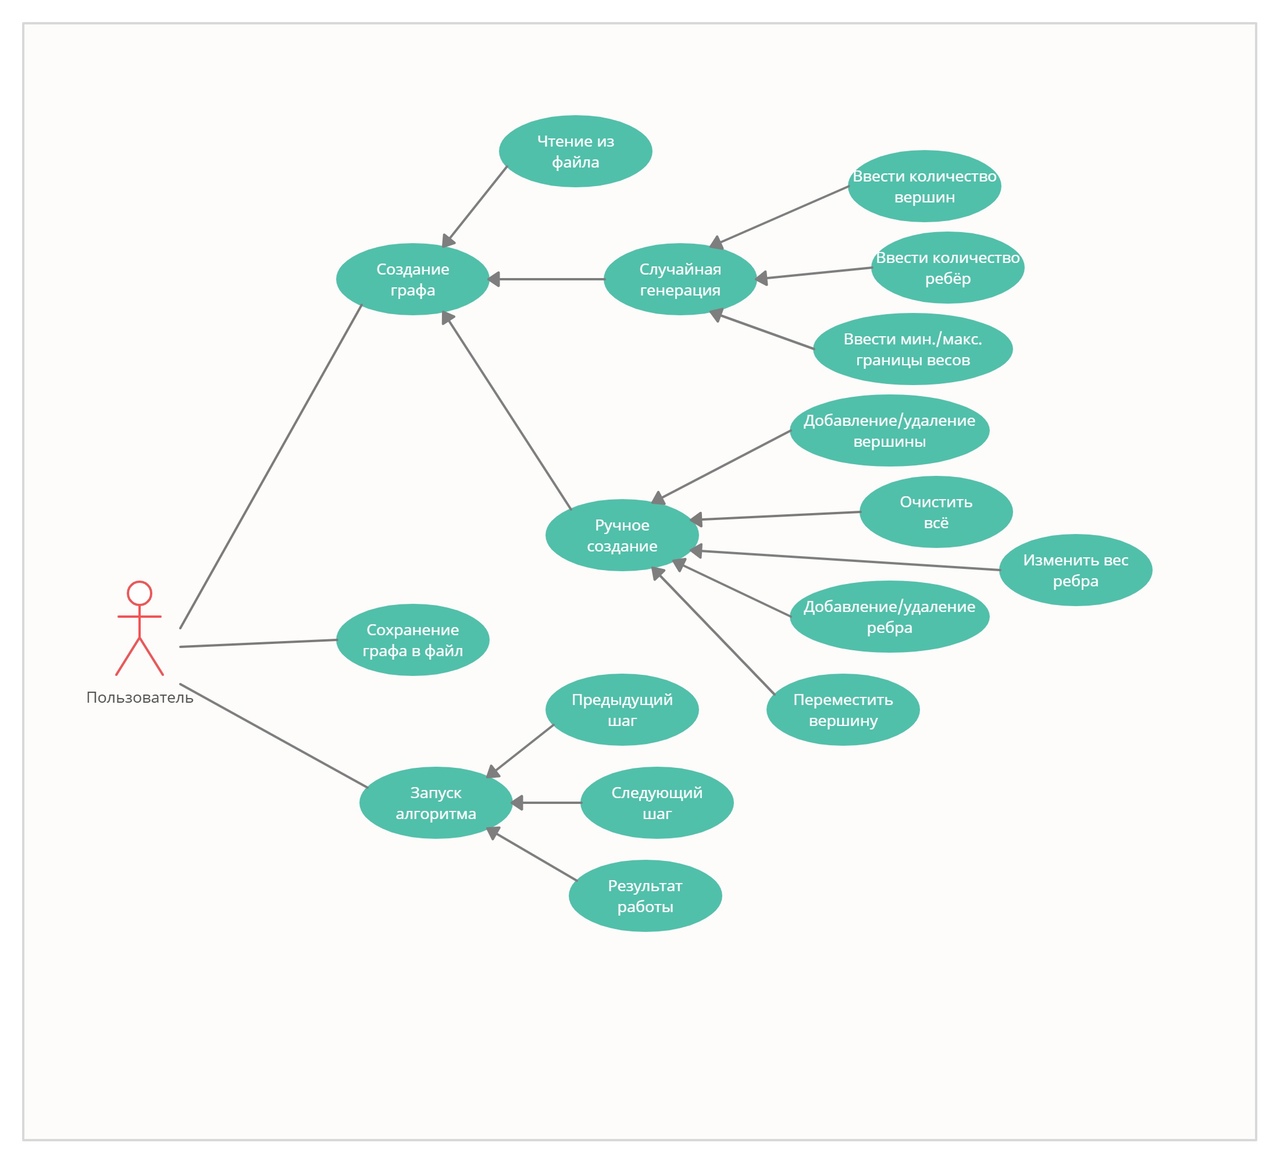 Чтение из
файла
Ввести количество
вершин
Создание
графа
Случайная
генерация
Ввести количество
ребёр
Ввести мин./макс.
границы весов
Добавление/удаление
вершины
Очистить
всё
Ручное
создание
Изменить вес
ребра
Добавление/удаление
ребра
Пользователь
Сохранение
графа в файл
Предыдущий
шаг
Переместить
вершину
Запуск
алгоритма
Следующий
шаг
Результат
работы